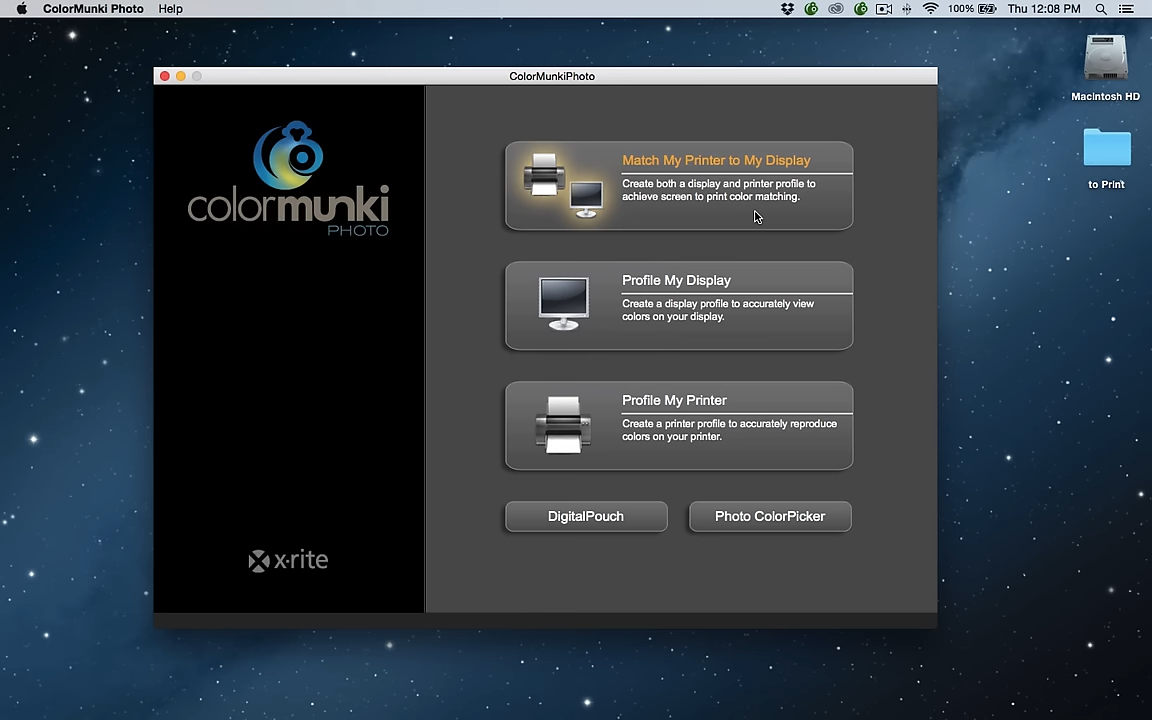 ColorMunki Photo Help 100% Thu 12:08 PM
ColorMunkiPhoto
Macintosh HD
to Print
colormunki
PHOTO
x·rite
Match My Printer to My Display
Create both a display and printer profile to
achieve screen to print color matching.
Profile My Display
Create a display profile to accurately view
colors on your display.
Profile My Printer
Create a printer profile to accurately reproduce
colors on your printer.
DigitalPouch
Photo ColorPicker